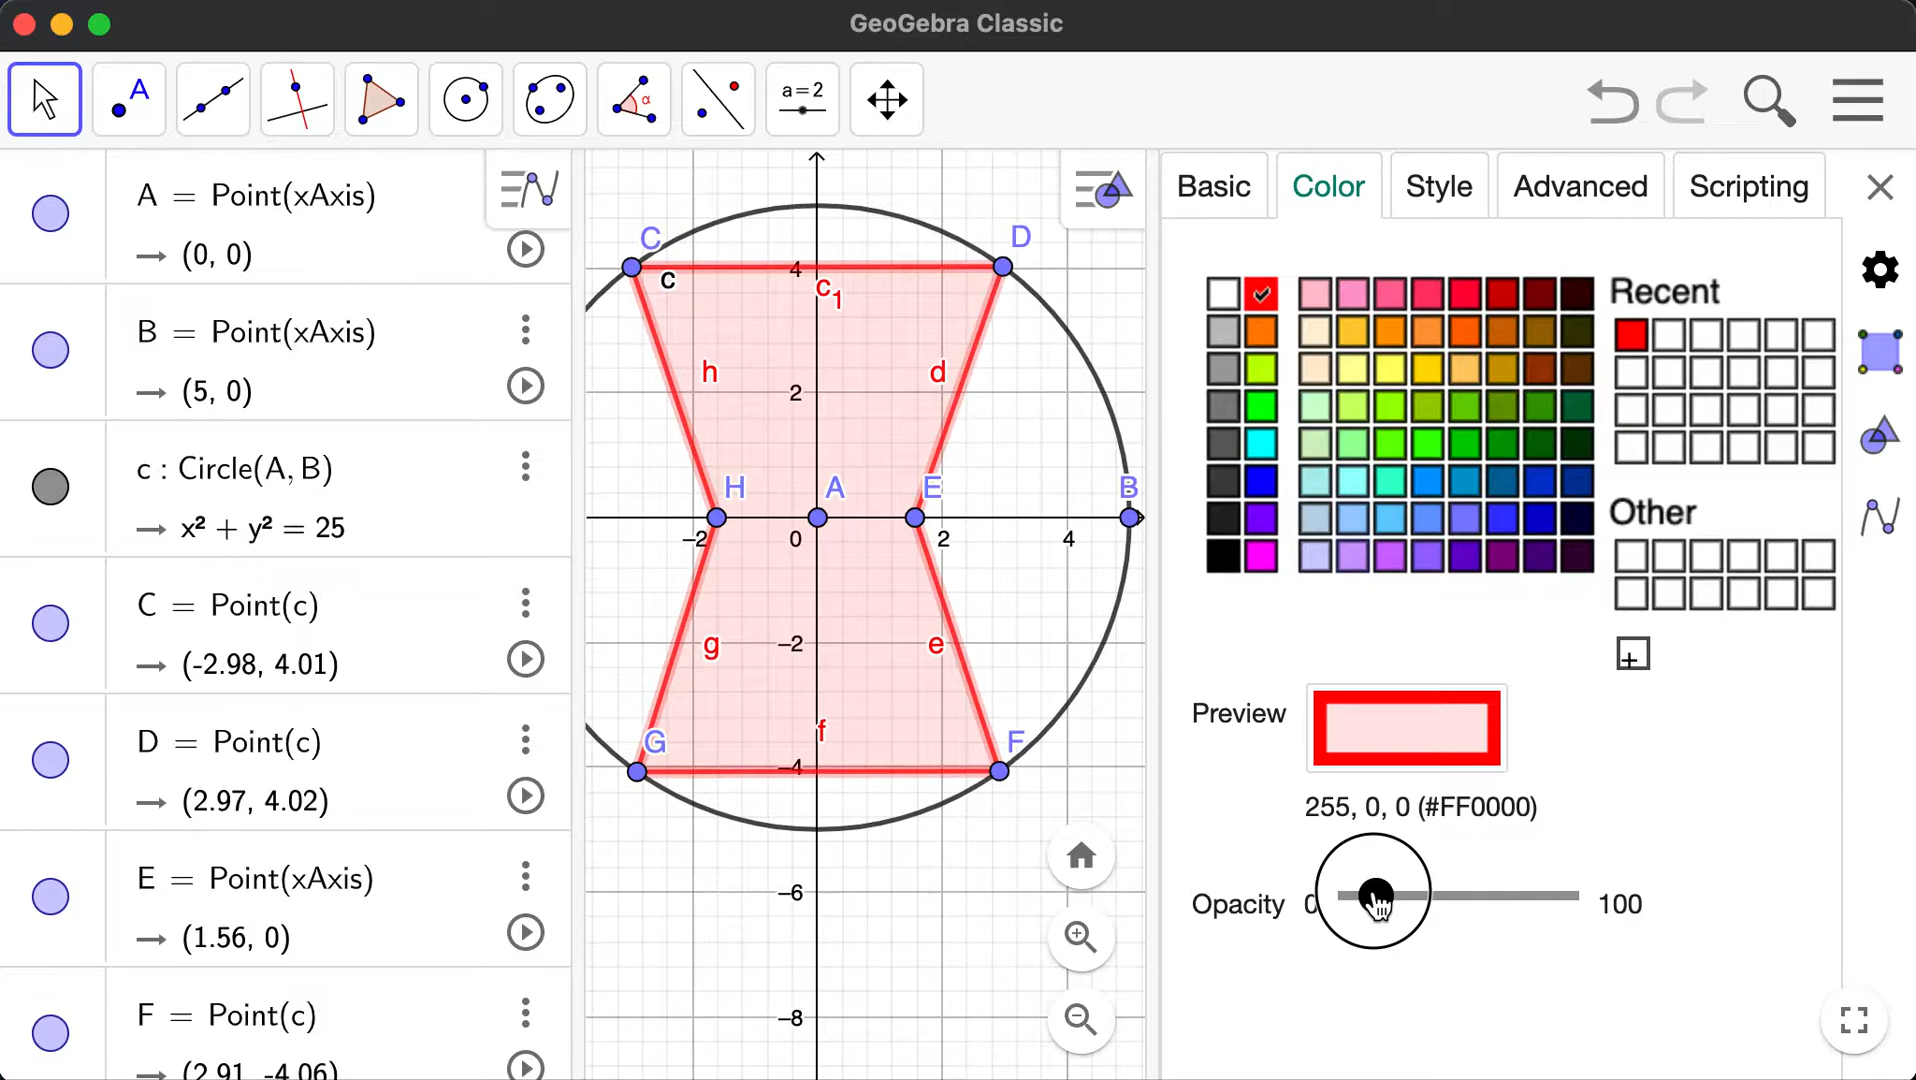 GeoGebra Classic
A
α
a=2
A = Point(xAxis)
→ (0, 0)
B = Point(xAxis)
→ (5, 0)
c : Circle(A, B)
→ x² + y² = 25
C = Point(c)
→ (-2.98, 4.01)
D = Point(c)
→ (2.97, 4.02)
E = Point(xAxis)
→ (1.56, 0)
F = Point(c)
→ (2.91, -4.06)
C
D
c
4
c₁
h
d
2
H
A
E
B
−2
0
2
4
g
−2
e
G
f
F
−4
−6
−8
Basic
Color
Style
Advanced
Scripting
Recent
Other
+
Preview
255, 0, 0 (#FF0000)
Opacity 0 100